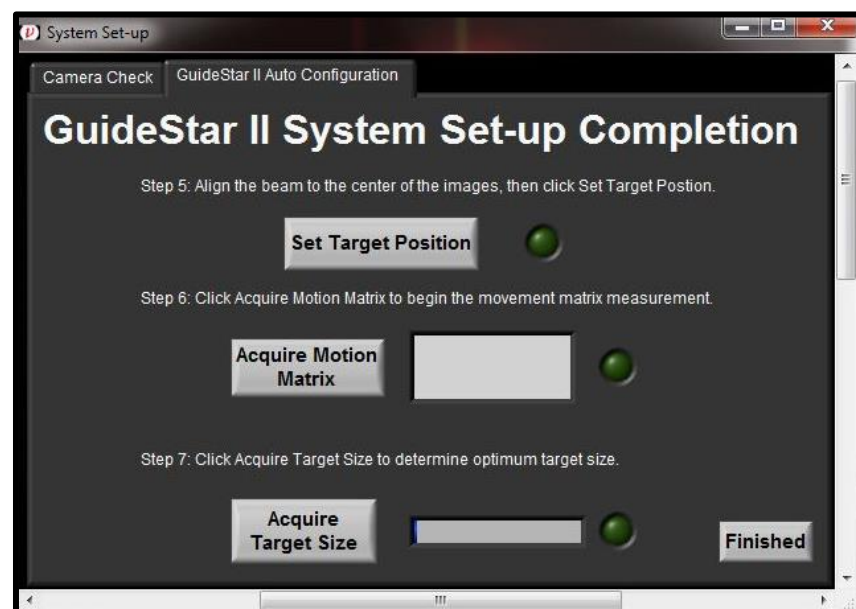 System Set-up
Camera Check
GuideStar II Auto Configuration
GuideStar II System Set-up Completion
Step 5: Align the beam to the center of the images, then click Set Target Postion.
Set Target Position
Step 6: Click Acquire Motion Matrix to begin the movement matrix measurement.
Acquire Motion
Matrix
Step 7: Click Acquire Target Size to determine optimum target size.
Acquire
Target Size
Finished